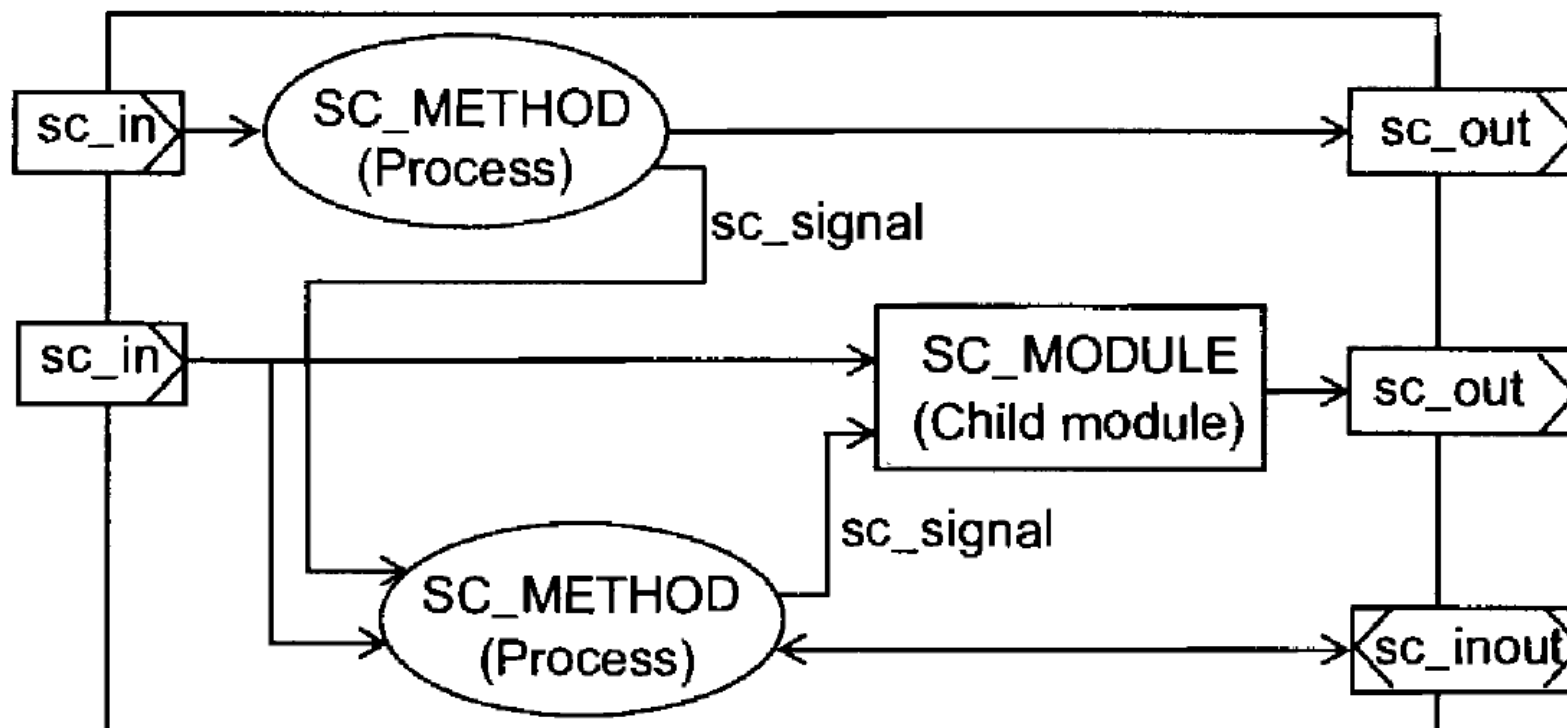 sc_in
SC_METHOD
(Process)
sc_out
sc_signal
sc_in
SC_MODULE
(Child module)
sc_out
sc_signal
SC_METHOD
(Process)
sc_inout